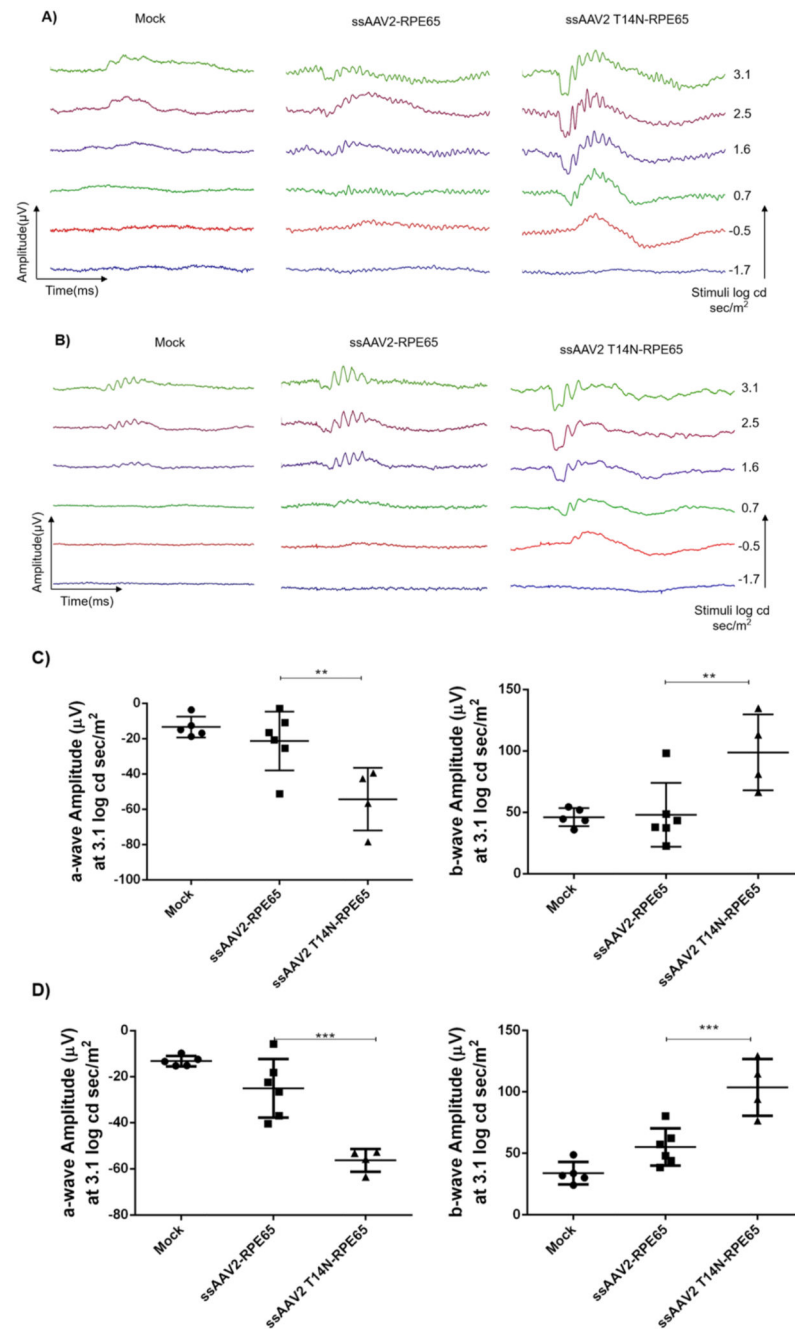 A)
Mock
ssAAV2-RPE65
ssAAV2 T14N-RPE65
3.1
2.5
1.6
0.7
-0.5
-1.7
Amplitude(µV)
Time(ms)
Stimuli log cd
sec/m²
B)
Mock
ssAAV2-RPE65
ssAAV2 T14N-RPE65
3.1
2.5
1.6
0.7
-0.5
-1.7
Amplitude(µV)
Time(ms)
Stimuli log cd
sec/m²
C)
a-wave Amplitude (µV)
at 3.1 log cd sec/m²
0
-20
-40
-60
-80
-100
**
Mock
ssAAV2-RPE65
ssAAV2 T14N-RPE65
b-wave Amplitude (µV)
at 3.1 log cd sec/m²
150
100
50
0
**
Mock
ssAAV2-RPE65
ssAAV2 T14N-RPE65
D)
a-wave Amplitude (µV)
at 3.1 log cd sec/m²
0
-20
-40
-60
-80
***
Mock
ssAAV2-RPE65
ssAAV2 T14N-RPE65
b-wave Amplitude (µV)
at 3.1 log cd sec/m²
150
100
50
0
***
Mock
ssAAV2-RPE65
ssAAV2 T14N-RPE65